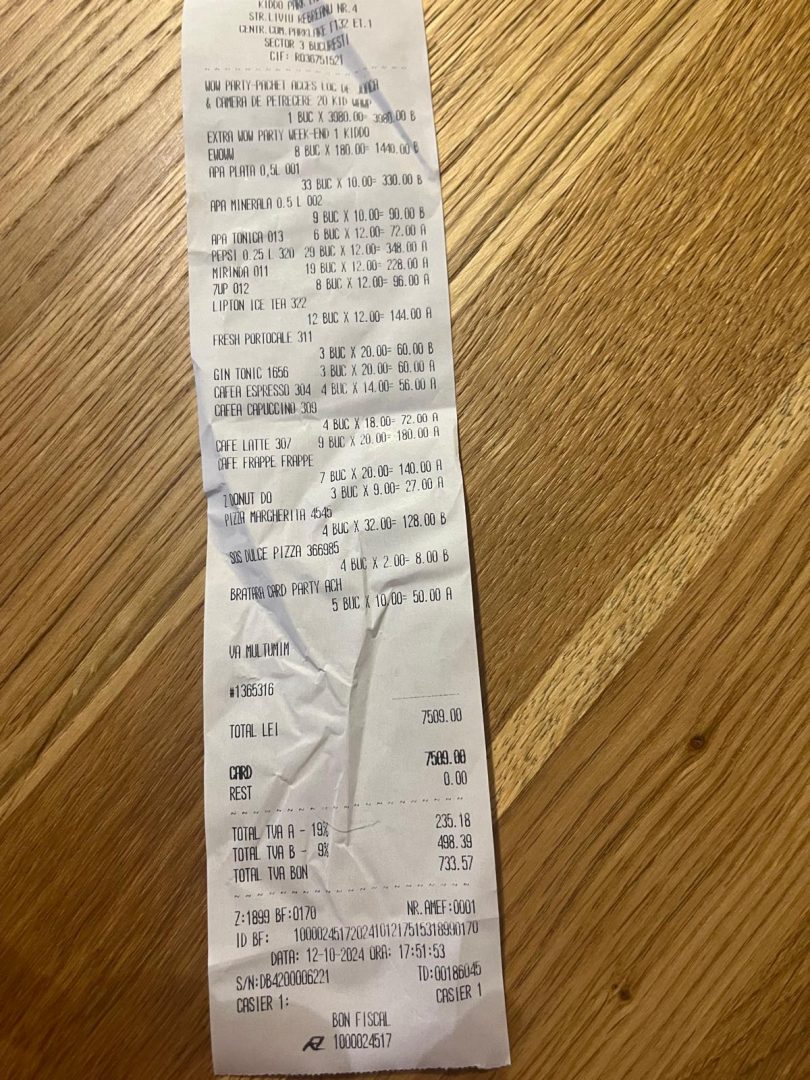 KIDDO NR.4
STR.LIVIU REBREANU
CENTR.COM.PARKLAKE ET.1
SECTOR 3 BUCURESTI
CIF: RO36751521
WOW PARTY-PACHET ACCES LOC DE JOACA
& CAMERA DE PETRECERE 20 KID
1 BUC X 3980.00= 3980.00 B
EXTRA WOW PARTY WEEK-END 1 KIDDO
EWOWW 8 BUC X 180.00= 1440.00 B
APA PLATA 0,5L 001
33 BUC X 10.00= 330.00 B
APA MINERALA 0.5 L 002
9 BUC X 10.00= 90.00 B
APA TONICA 013 6 BUC X 12.00= 72.00 A
PEPSI 0.25 L 320 29 BUC X 12.00= 348.00 A
MIRINDA 011 19 BUC X 12.00= 228.00 A
7UP 012 8 BUC X 12.00= 96.00 A
LIPTON ICE TEA 322
12 BUC X 12.00= 144.00 A
FRESH PORTOCALE 311
3 BUC X 20.00= 60.00 B
GIN TONIC 1656 3 BUC X 20.00= 60.00 A
CAFEA ESPRESSO 304 4 BUC X 14.00= 56.00 A
CAFEA CAPUCCINO 309
4 BUC X 18.00= 72.00 A
CAFE LATTE 307 9 BUC X 20.00= 180.00 A
CAFE FRAPPE FRAPPE
7 BUC X 20.00= 140.00 A
DONUT DO 3 BUC X 9.00= 27.00 A
PIZZA MARGHERITA 4545
4 BUC X 32.00= 128.00 B
SOS DULCE PIZZA 366985
4 BUC X 2.00= 8.00 B
BRATARA CARD PARTY ACH
5 BUC X 10.00= 50.00 A
VA MULTUMIM
#1365316
TOTAL LEI 7509.00
CARD 7509.00
REST 0.00
TOTAL TVA A - 19% 235.18
TOTAL TVA B - 9% 498.39
TOTAL TVA BON 733.57
Z:1899 BF:0170 NR.AMEF:0001
ID BF: 10000245172024101217515318990170
DATA: 12-10-2024 ORA: 17:51:53
S/N:DB4200006221 TD:00186045
CASIER 1: CASIER 1
BON FISCAL
1000024517